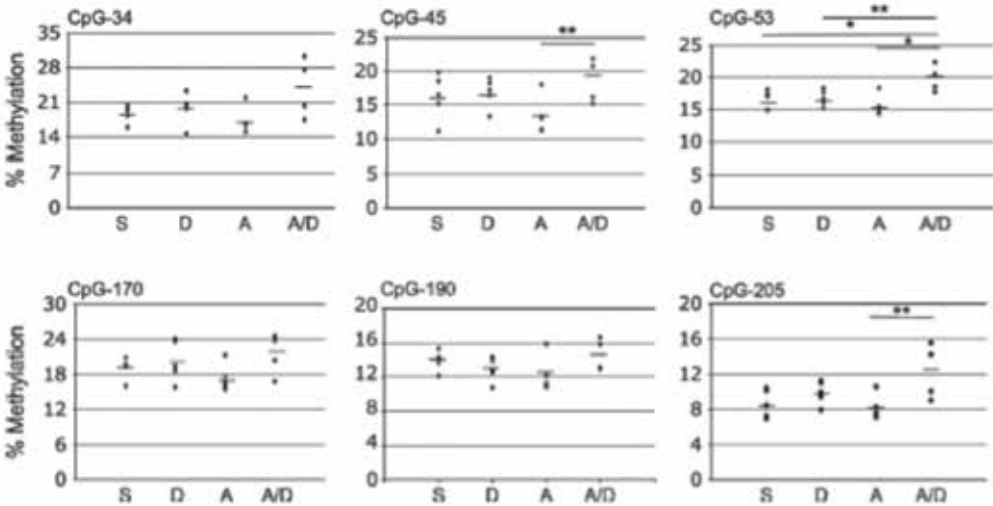 CpG-34
CpG-45
CpG-53
% Methylation
35
28
21
14
7
0
S D A A/D
25
20
15
10
5
0
**
S D A A/D
25
20
15
10
5
0
**
*
*
S D A A/D
CpG-170
CpG-190
CpG-205
% Methylation
30
24
18
12
6
0
S D A A/D
20
16
12
8
4
0
S D A A/D
20
16
12
8
4
0
**
S D A A/D